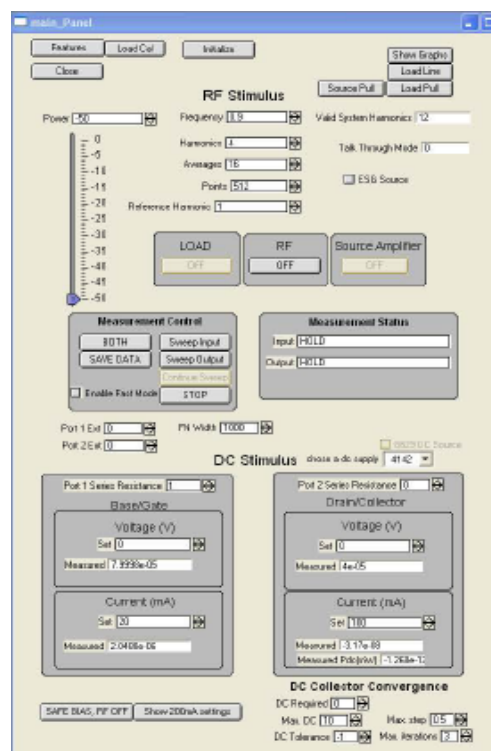 main_Panel
Features Load Cal Initialize
Close
Show Graphs
Load Line
Source Pull Load Pull
RF Stimulus
Power -50
Frequency 0.9
Valid System Harmonics 12
Harmonics 4
Talk Through Mode 0
Averages 16
Points 512
ESG Source
Reference Harmonic 1
0
-5
-10
-15
-20
-25
-30
-35
-40
-45
-50
LOAD RF Source Amplifier
OFF OFF OFF
Measurement Control
BOTH Sweep Input
SAVE DATA Sweep Output
Continue Sweep
Enable Fast Mode STOP
Measurement Status
Input HOLD
Output HOLD
Port 1 Ext 0
PN Width 1000
Port 2 Ext 0
DC Source
DC Stimulus chose a dc supply 4142
Port 1 Series Resistance 1
Base/Gate
Voltage (V)
Set 0
Measured 7.9998e-05
Current (mA)
Set 20
Measured 2.0408e-06
Port 2 Series Resistance 0
Drain/Collector
Voltage (V)
Set 0
Measured 4e-05
Current (mA)
Set 100
Measured -3.17e-08
Measured Pdc(mW) -1.268e-12
DC Collector Convergence
SAFE BIAS, RF OFF Show 200mA settings
DC Required 0
Max. DC 10 Max. step 0.5
DC Tolerance .1 Max. iterations 3